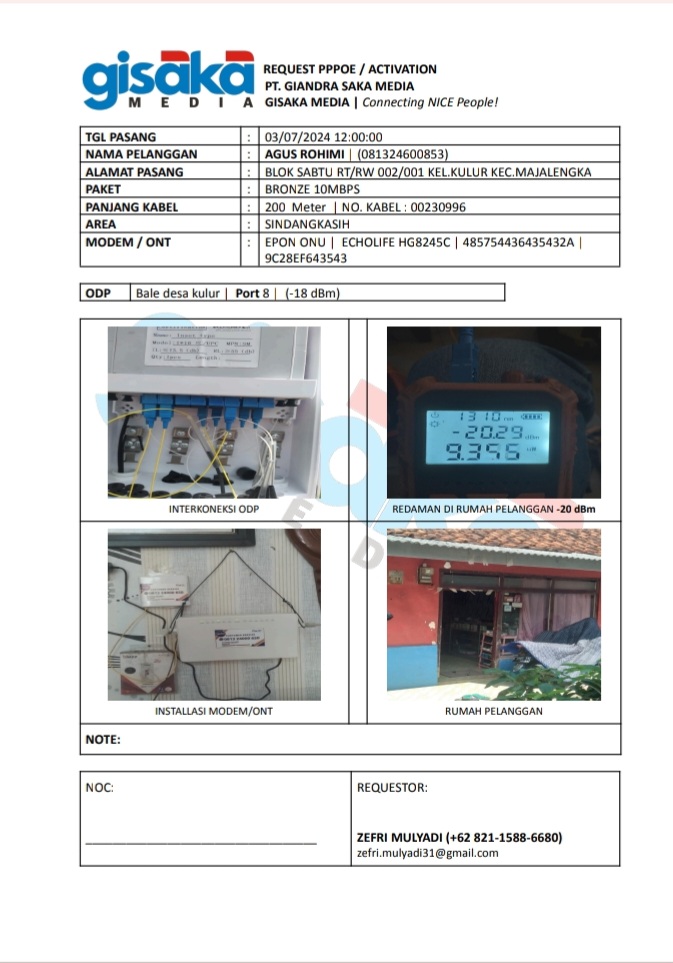 gisaka
MEDIA
REQUEST PPPOE / ACTIVATION
PT. GIANDRA SAKA MEDIA
GISAKA MEDIA | Connecting NICE People!
TGL PASANG : 03/07/2024 12:00:00
NAMA PELANGGAN : AGUS ROHIMI | (081324600853)
ALAMAT PASANG : BLOK SABTU RT/RW 002/001 KEL.KULUR KEC.MAJALENGKA
PAKET : BRONZE 10MBPS
PANJANG KABEL : 200 Meter | NO. KABEL : 00230996
AREA : SINDANGKASIH
MODEM / ONT : EPON ONU | ECHOLIFE HG8245C | 485754436435432A |
9C28EF643543
ODP Bale desa kulur | Port 8 | (-18 dBm)
1310 nm
-20.29 dBm
9.355 uW
INTERKONEKSI ODP
REDAMAN DI RUMAH PELANGGAN -20 dBm
INSTALLASI MODEM/ONT
RUMAH PELANGGAN
NOTE:
NOC:
REQUESTOR:
ZEFRI MULYADI (+62 821-1588-6680)
zefri.mulyadi31@gmail.com